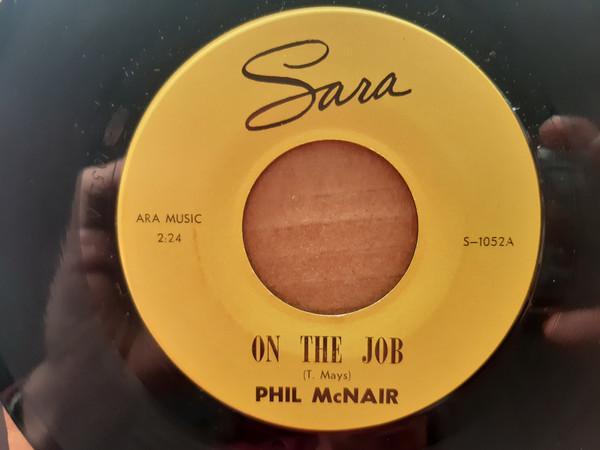 Sara
ARA MUSIC
2:24
S-1052A
ON THE JOB
(T. Mays)
PHIL McNAIR